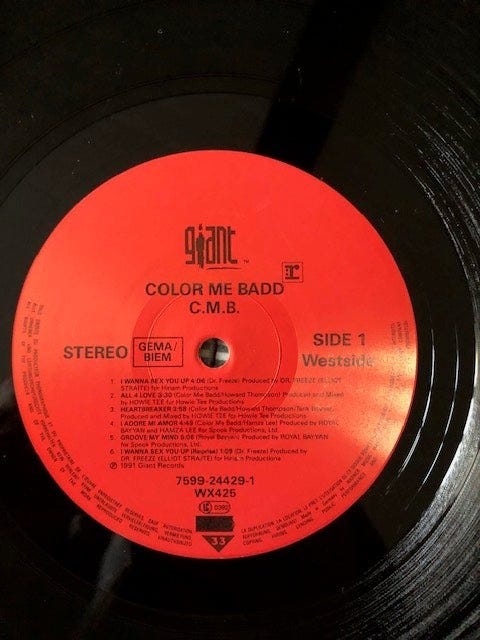 giant
TM
r
COLOR ME BADD
C.M.B.
STEREO
GEMA/
BIEM
SIDE 1
Westside
1. I WANNA SEX YOU UP 4:06 (Dr. Freeze) Produced by DR. FREEZE (ELLIOT
STRAITE) for Hiriam Productions
2. ALL 4 LOVE 3:30 (Color Me Badd/Howard Thompson) Produced and Mixed
by HOWIE TEE for Howie Tee Productions
3. HEARTBREAKER 3:58 (Color Me Badd/Howard Thompson/
Produced and Mixed by HOWIE TEE for Howie Tee Productions
4. I ADORE MI AMOR 4:49 (Color Me Badd/Hamza Lee) Produced by ROYAL
BAYYAN and HAMZA LEE for Spook Productions, Ltd.
5. GROOVE MY MIND 5:06 (Royal Bayyan) Produced by ROYAL BAYYAN
for Spook Productions, Ltd.
6. I WANNA SEX YOU UP (Reprise) 1:09 (Dr. Freeze) Produced by
DR. FREEZE (ELLIOT STRAITE) for Productions
℗ 1991 Giant Records
7599-24429-1
WX425
LC 0392
33